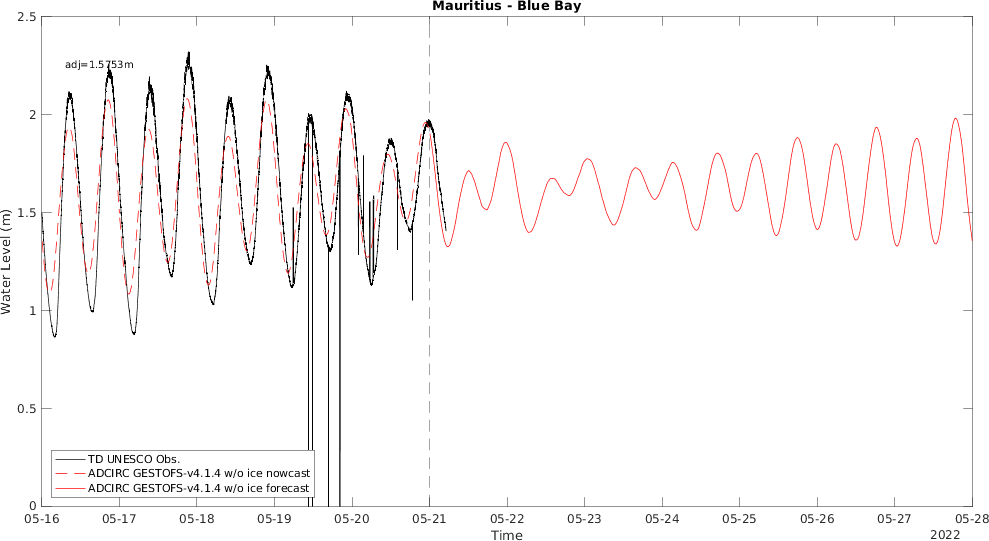 Mauritius - Blue Bay
adj=1.5753m
Water Level (m)
2.5
2
1.5
1
0.5
0
TD UNESCO Obs.
ADCIRC GESTOFS-v4.1.4 w/o ice nowcast
ADCIRC GESTOFS-v4.1.4 w/o ice forecast
05-16 05-17 05-18 05-19 05-20 05-21 05-22 05-23 05-24 05-25 05-26 05-27 05-28
Time
2022